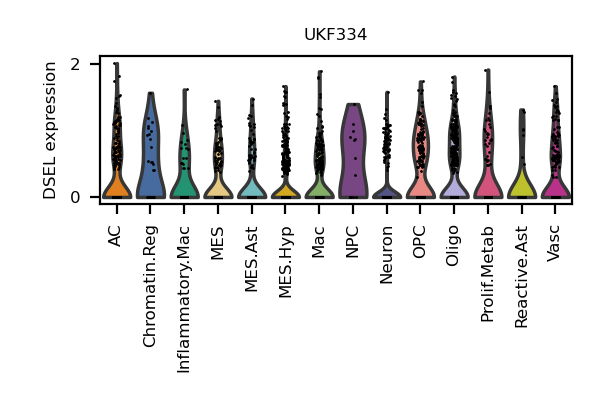 UKF334
DSEL expression
2
0
AC
Chromatin.Reg
Inflammatory.Mac
MES
MES.Ast
MES.Hyp
Mac
NPC
Neuron
OPC
Oligo
Prolif.Metab
Reactive.Ast
Vasc